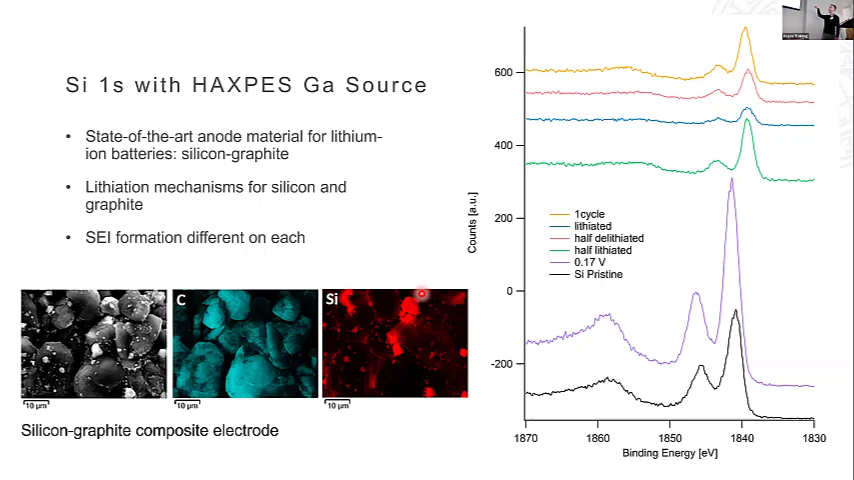 Si 1s with HAXPES Ga Source
• State-of-the-art anode material for lithium-
ion batteries: silicon-graphite
• Lithiation mechanisms for silicon and
graphite
• SEI formation different on each
10 µm
C
10 µm
Si
10 µm
Silicon-graphite composite electrode
Counts [a.u.]
600
400
200
0
-200
1cycle
lithiated
half delithiated
half lithiated
0.17 V
Si Pristine
1870
1860
1850
1840
1830
Binding Energy [eV]